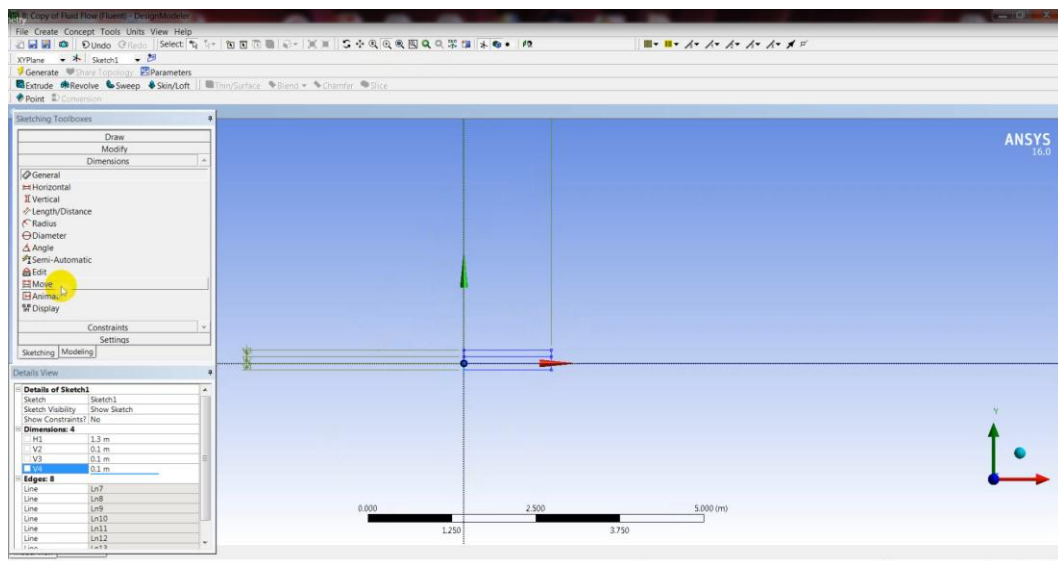 B: Copy of Fluid Flow (Fluent) - DesignModeler
File Create Concept Tools Units View Help
Undo Redo Select:
XYPlane Sketch1
Generate Share Topology Parameters
Extrude Revolve Sweep Skin/Loft Thin/Surface Blend Chamfer Slice
Point Conversion
Sketching Toolboxes
Draw
Modify
Dimensions
General
Horizontal
Vertical
Length/Distance
Radius
Diameter
Angle
Semi-Automatic
Edit
Move
Display
Constraints
Settings
Sketching Modeling
Details View
Details of Sketch1
Sketch Sketch1
Sketch Visibility Show Sketch
Show Constraints? No
Dimensions: 4
H1 1.3 m
V2 0.1 m
V3 0.1 m
V4 0.1 m
Edges: 8
Line Ln7
Line Ln8
Line Ln9
Line Ln10
Line Ln11
Line Ln12
Line Ln13
ANSYS
16.0
Y
0.000 2.500 5.000 (m)
1.250 3.750